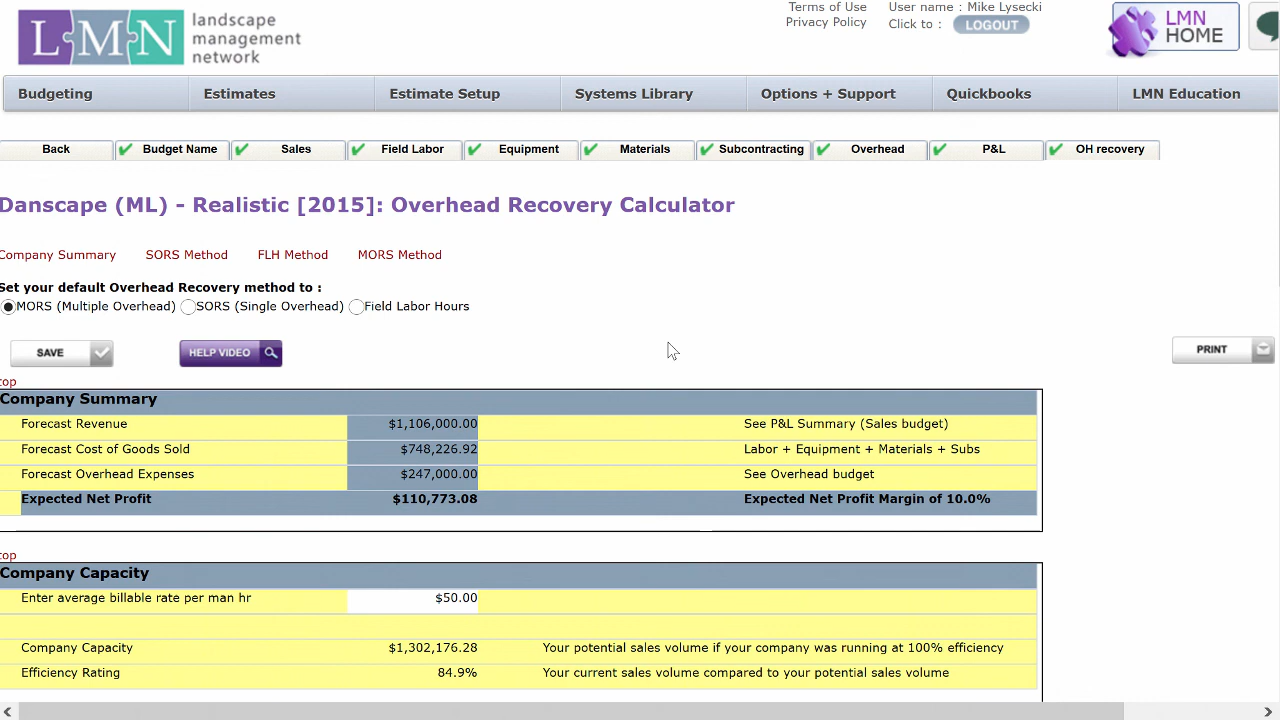 LMN landscape management network
Terms of Use
Privacy Policy
User name : Mike Lysecki
Click to : LOGOUT
LMN HOME
Budgeting Estimates Estimate Setup Systems Library Options + Support Quickbooks LMN Education
Back Budget Name Sales Field Labor Equipment Materials Subcontracting Overhead P&L OH recovery
Danscape (ML) - Realistic [2015]: Overhead Recovery Calculator
Company Summary SORS Method FLH Method MORS Method
Set your default Overhead Recovery method to :
MORS (Multiple Overhead) SORS (Single Overhead) Field Labor Hours
SAVE HELP VIDEO PRINT
top
Company Summary
Forecast Revenue $1,106,000.00 See P&L Summary (Sales budget)
Forecast Cost of Goods Sold $748,226.92 Labor + Equipment + Materials + Subs
Forecast Overhead Expenses $247,000.00 See Overhead budget
Expected Net Profit $110,773.08 Expected Net Profit Margin of 10.0%
top
Company Capacity
Enter average billable rate per man hr $50.00
Company Capacity $1,302,176.28 Your potential sales volume if your company was running at 100% efficiency
Efficiency Rating 84.9% Your current sales volume compared to your potential sales volume